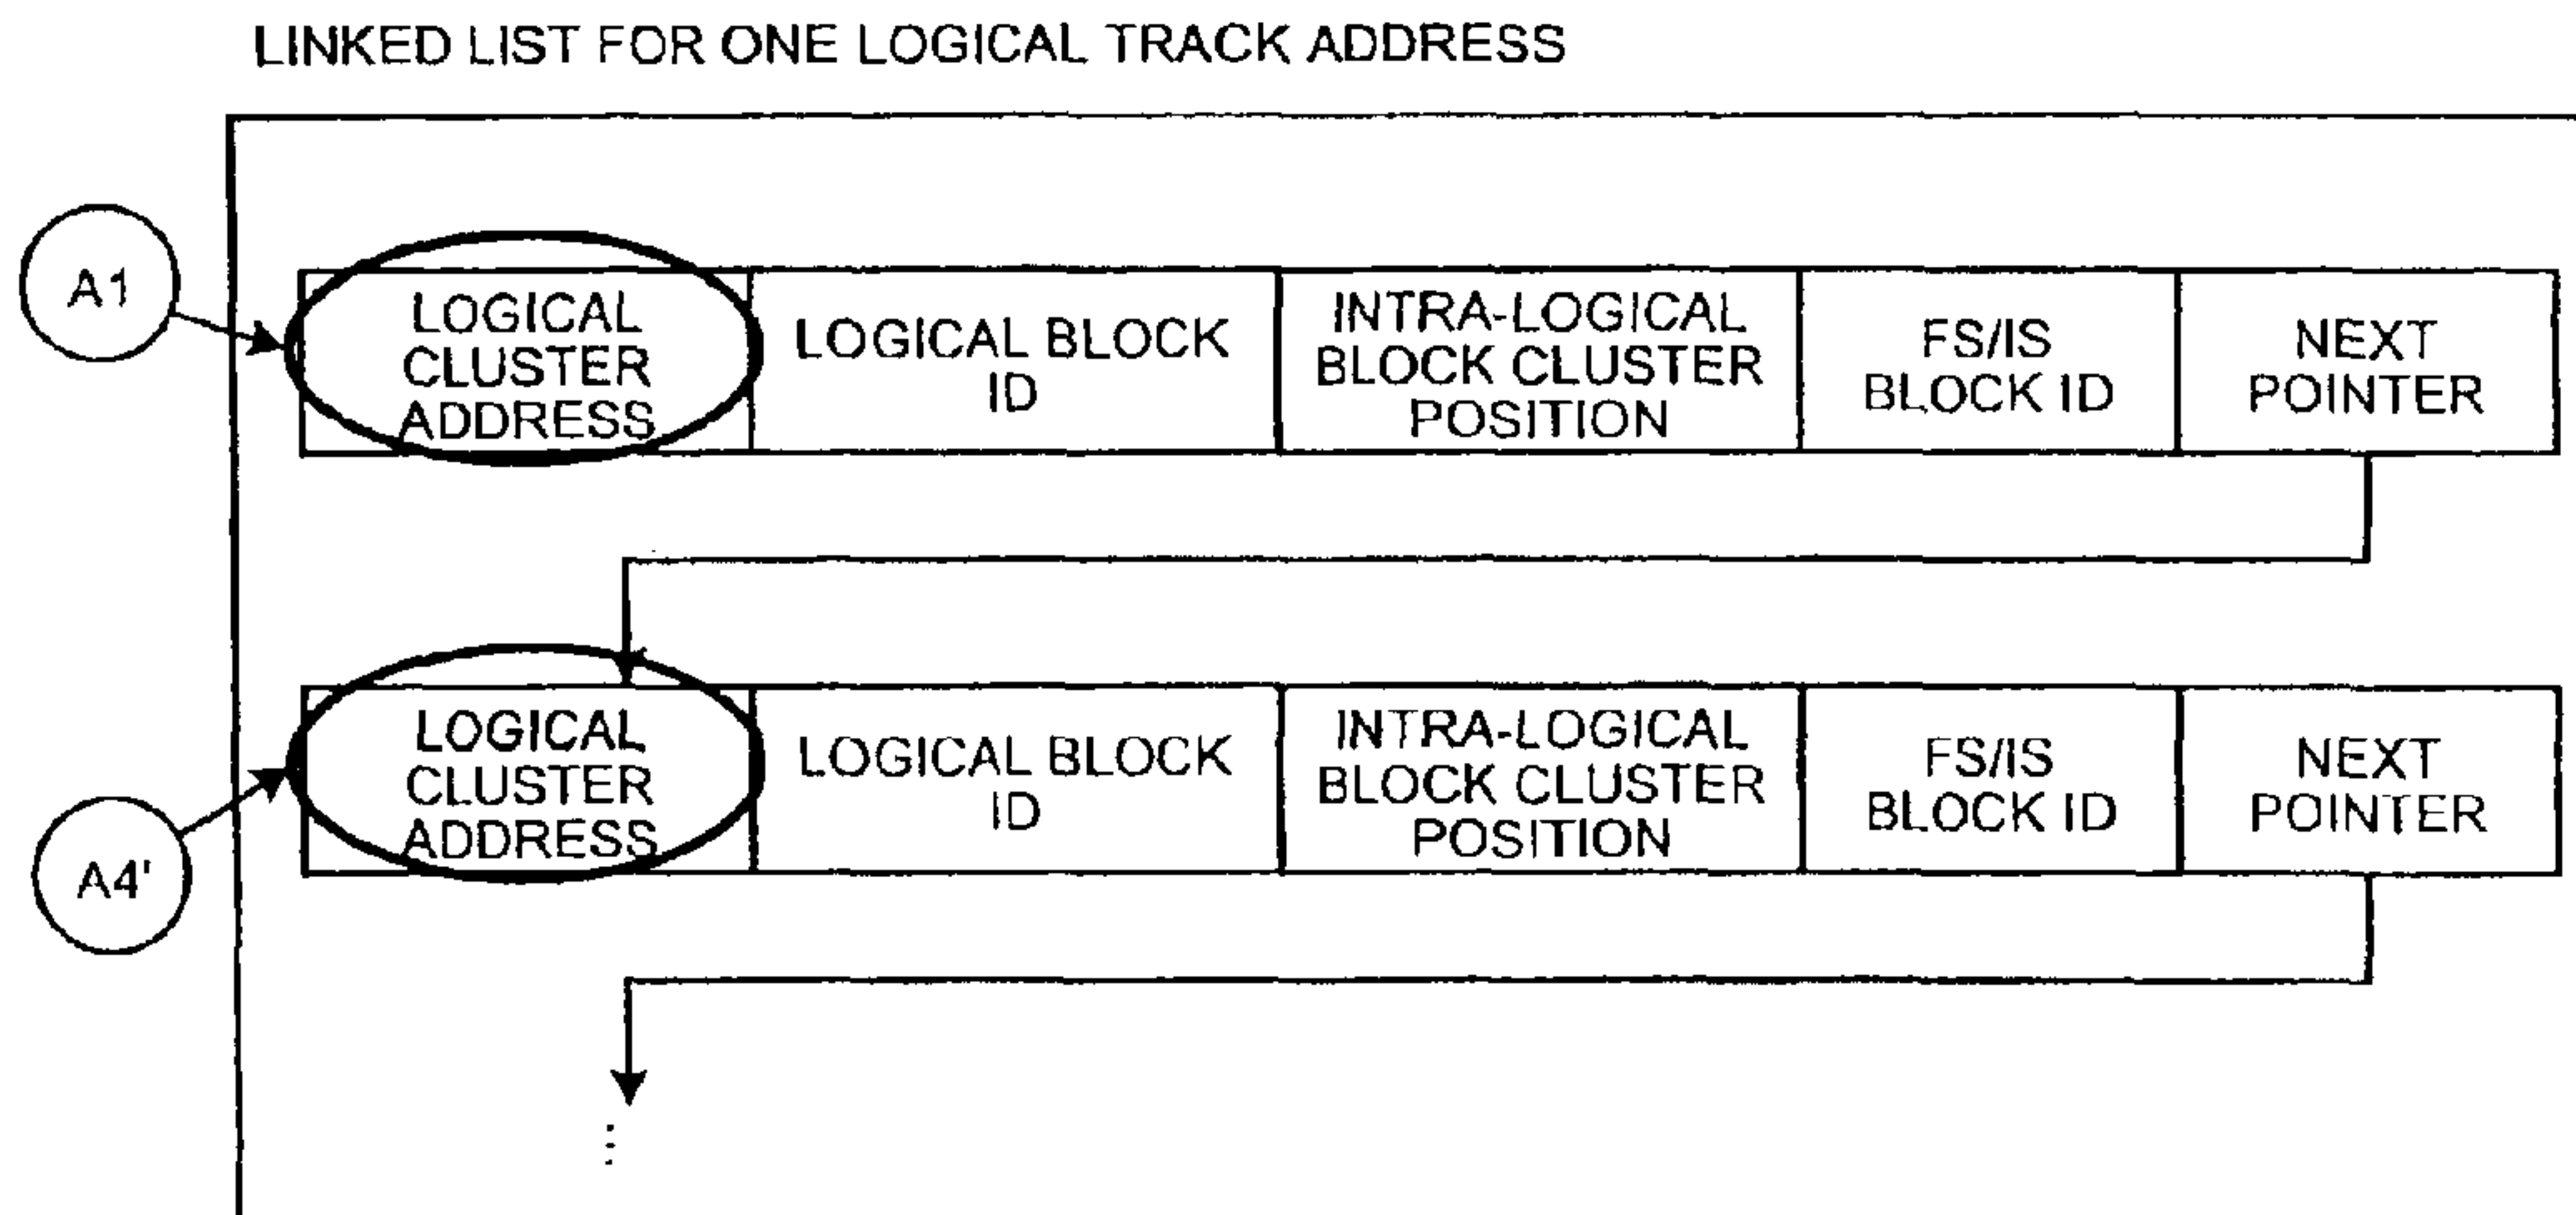 LINKED LIST FOR ONE LOGICAL TRACK ADDRESS
A1
LOGICAL
CLUSTER
ADDRESS
LOGICAL BLOCK
ID
INTRA-LOGICAL
BLOCK CLUSTER
POSITION
FS/IS
BLOCK ID
NEXT
POINTER
A4'
LOGICAL
CLUSTER
ADDRESS
LOGICAL BLOCK
ID
INTRA-LOGICAL
BLOCK CLUSTER
POSITION
FS/IS
BLOCK ID
NEXT
POINTER
⋮